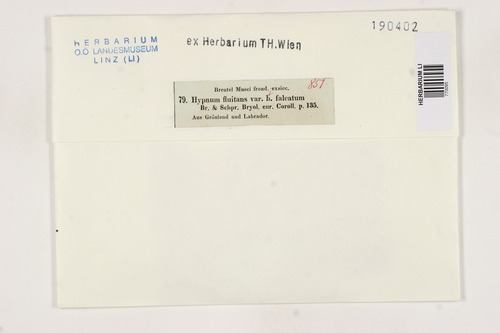 HERBARIUM
O.Ö. LANDESMUSEUM
LINZ (LI)
ex Herbarium TH.Wien
190402
HERBARIUM LI
Breutel Musci frond. exsicc.
851
79. Hypnum fluitans var. b. falcatum
Br. & Schpr. Bryol. eur. Coroll. p. 135.
Aus Grönland und Labrador.